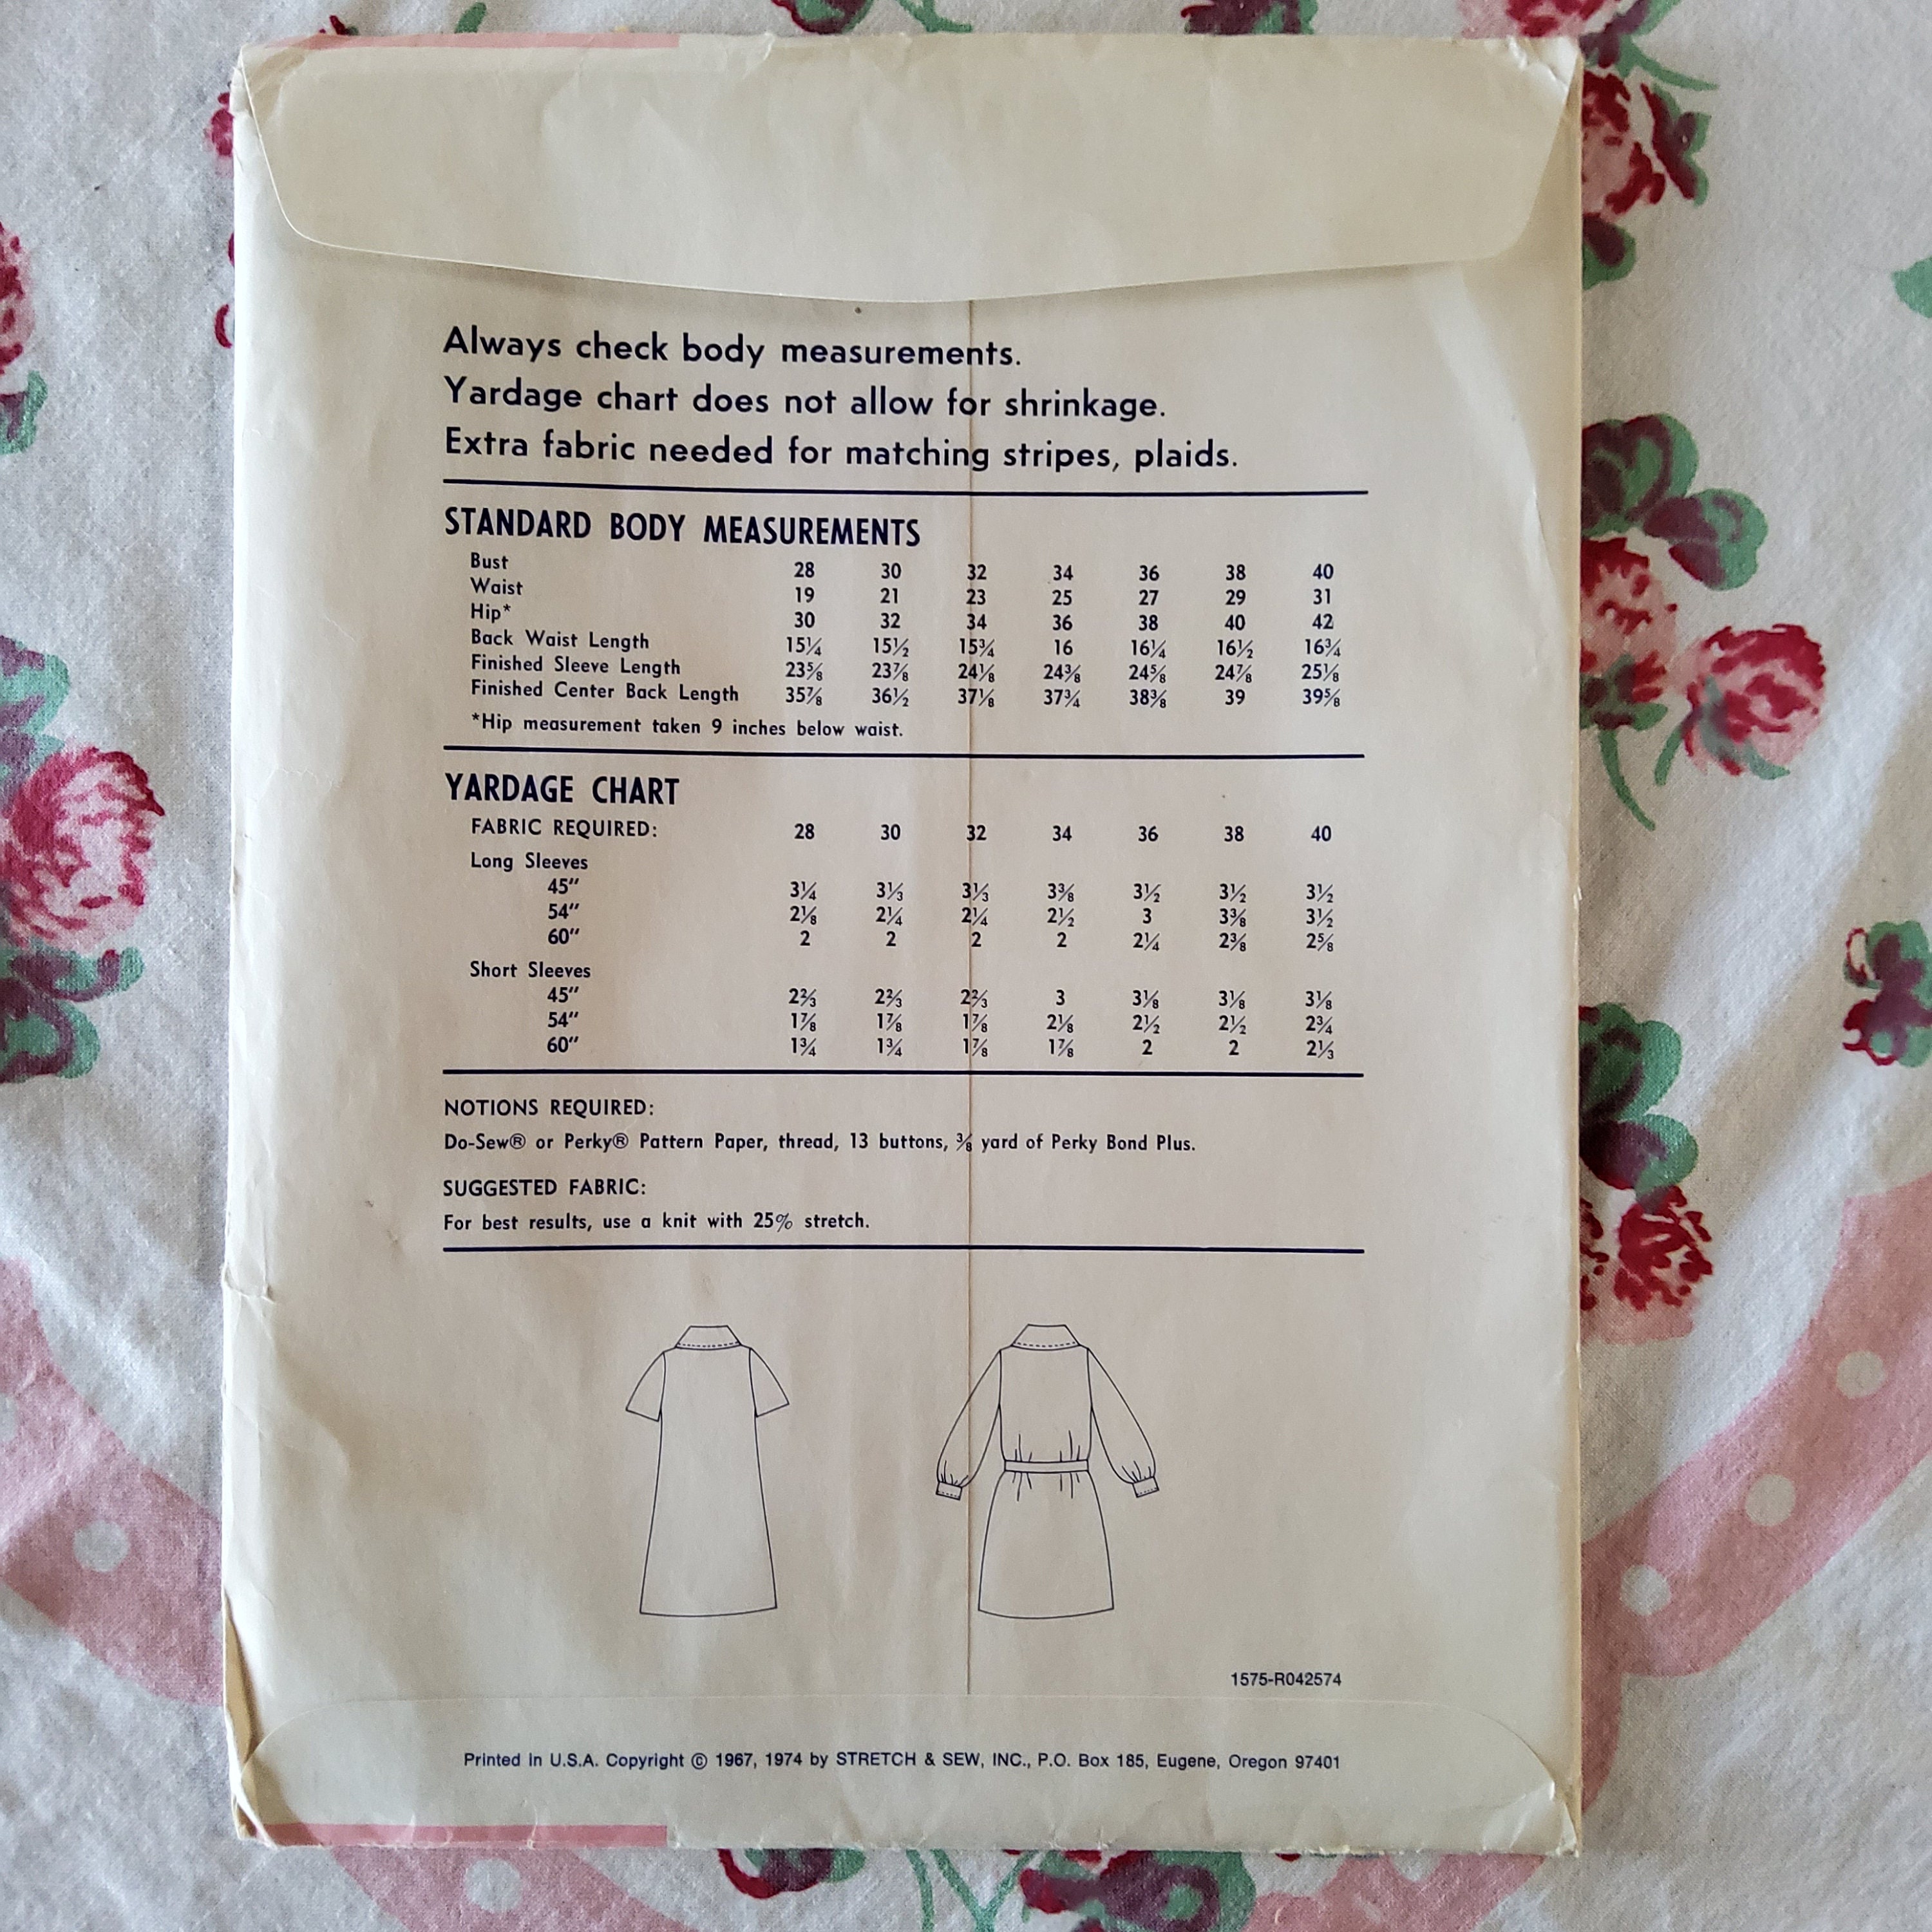 Always check body measurements.
Yardage chart does not allow for shrinkage.
Extra fabric needed for matching stripes, plaids.
STANDARD BODY MEASUREMENTS
Bust 28 30 32 34 36 38 40
Waist 19 21 23 25 27 29 31
Hip* 30 32 34 36 38 40 42
Back Waist Length 15¼ 15½ 15¾ 16 16¼ 16½ 16¾
Finished Sleeve Length 23⅝ 23⅞ 24⅛ 24⅜ 24⅝ 24⅞ 25⅛
Finished Center Back Length 35⅞ 36½ 37⅛ 37¾ 38⅜ 39 39⅝
*Hip measurement taken 9 inches below waist.
YARDAGE CHART
FABRIC REQUIRED: 28 30 32 34 36 38 40
Long Sleeves
45″ 3¼ 3⅓ 3⅓ 3⅜ 3½ 3½ 3½
54″ 2⅛ 2¼ 2¼ 2½ 3 3⅜ 3½
60″ 2 2 2 2 2¼ 2⅜ 2⅝
Short Sleeves
45″ 2⅔ 2⅔ 2⅔ 3 3⅛ 3⅛ 3⅛
54″ 1⅞ 1⅞ 1⅞ 2⅛ 2½ 2½ 2¾
60″ 1¾ 1¾ 1⅞ 1⅞ 2 2 2⅓
NOTIONS REQUIRED:
Do-Sew® or Perky® Pattern Paper, thread, 13 buttons, ⅜ yard of Perky Bond Plus.
SUGGESTED FABRIC:
For best results, use a knit with 25% stretch.
1575-R042574
Printed in U.S.A. Copyright © 1967, 1974 by STRETCH & SEW, INC., P.O. Box 185, Eugene, Oregon 97401